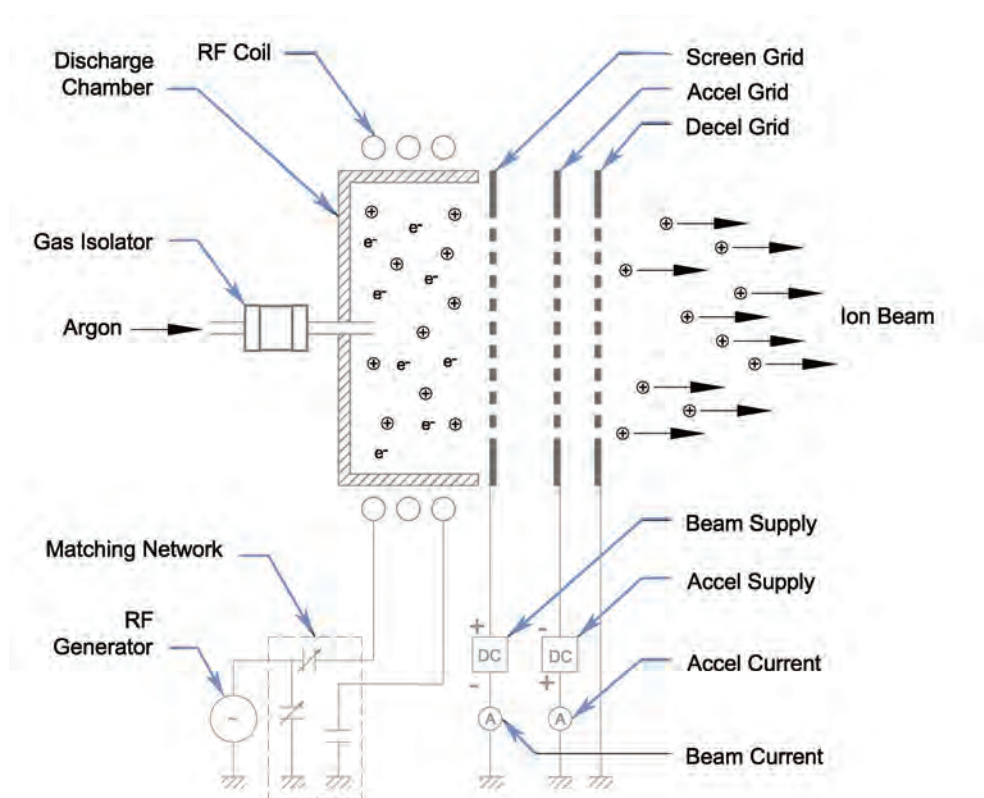 RF Coil
Discharge
Chamber
Screen Grid
Accel Grid
Decel Grid
Gas Isolator
Argon
Ion Beam
⊕ ⊕
e-
e-
⊕
⊕
e-
e-
⊕
⊕
⊕
e-
e-
⊕
⊕
e-
⊕
e-
⊕ ⊕ ⊕ ⊕ ⊕ ⊕ ⊕ ⊕ ⊕ ⊕
Matching Network
RF
Generator
~
Beam Supply
Accel Supply
+
-
DC
DC
-
+
Accel Current
A
A
Beam Current